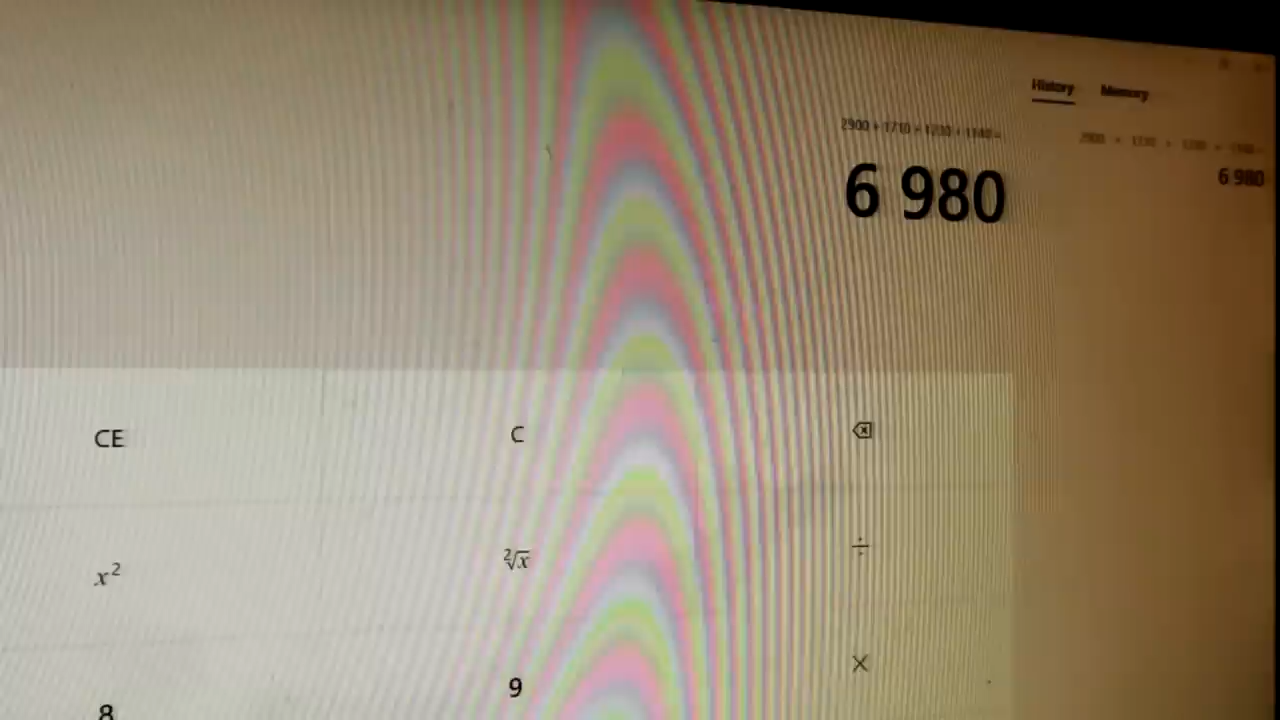 History Memory
2900 + 1710 + 1230 + 1140 =
6 980
6 980
CE C
x² ²√x ÷
9 ×
8